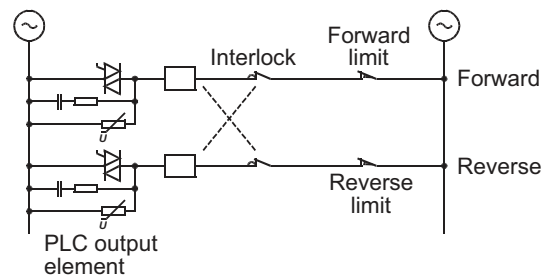 Interlock
Forward
limit
Forward
Reverse
Reverse
limit
U
U
PLC output
element